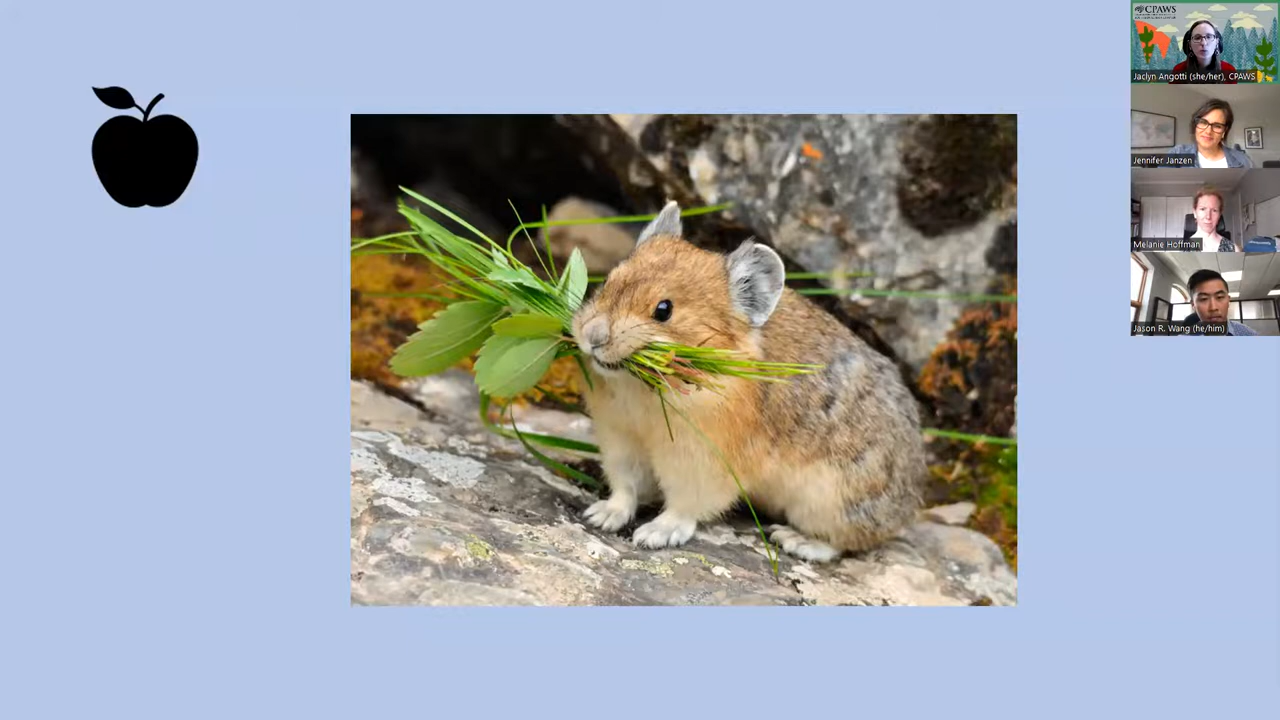 CPAWS
Jaclyn Angotti (she/her), CPAWS
Jennifer Janzen
Melanie Hoffman
Jason R. Wang (he/him)